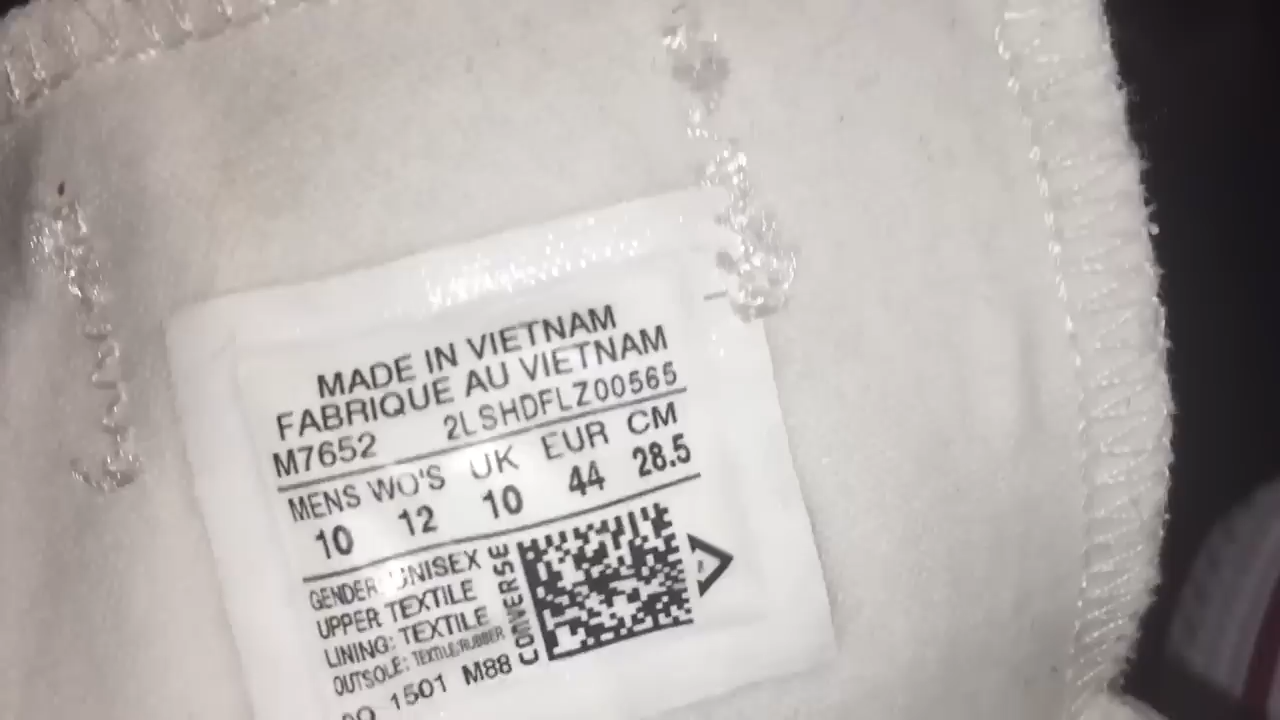 MADE IN VIETNAM
FABRIQUE AU VIETNAM
M7652 2LSHDFLZ00565
MENS WO'S UK EUR CM
10 12 10 44 28.5
GENDER: UNISEX
UPPER TEXTILE
LINING: TEXTILE
OUTSOLE: TEXTILE/RUBBER
1501 M88
CONVERSE